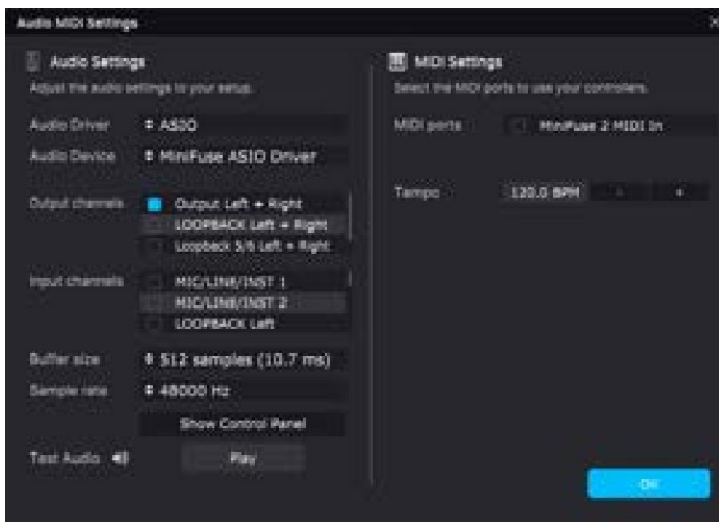 Audio MIDI Settings
Audio Settings
Adjust the audio settings to your setup.
Audio Driver ASIO
Audio Device MiniFuse ASIO Driver
Output channels Output Left + Right
LOOPBACK Left + Right
Loopback 5/6 Left + Right
Input channels MIC/LINE/INST 1
MIC/LINE/INST 2
LOOPBACK Left
Buffer size 512 samples (10.7 ms)
Sample rate 48000 Hz
Show Control Panel
Test Audio Play
MIDI Settings
Select the MIDI ports to use your controllers.
MIDI ports MiniFuse 2 MIDI In
Tempo 120.0 BPM - +
OK